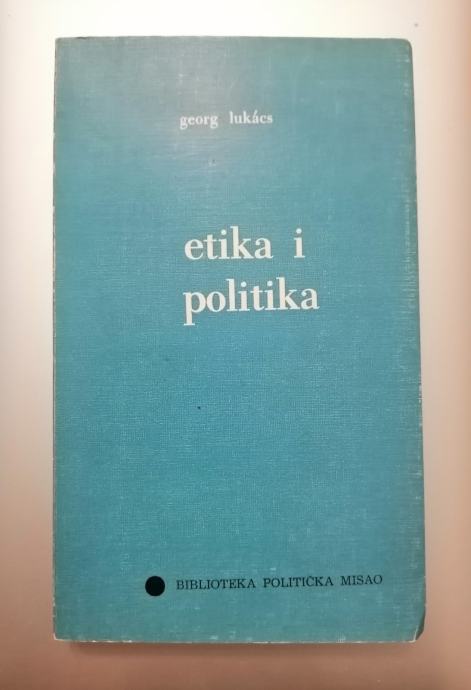 georg lukács
etika i
politika
BIBLIOTEKA POLITIČKA MISAO